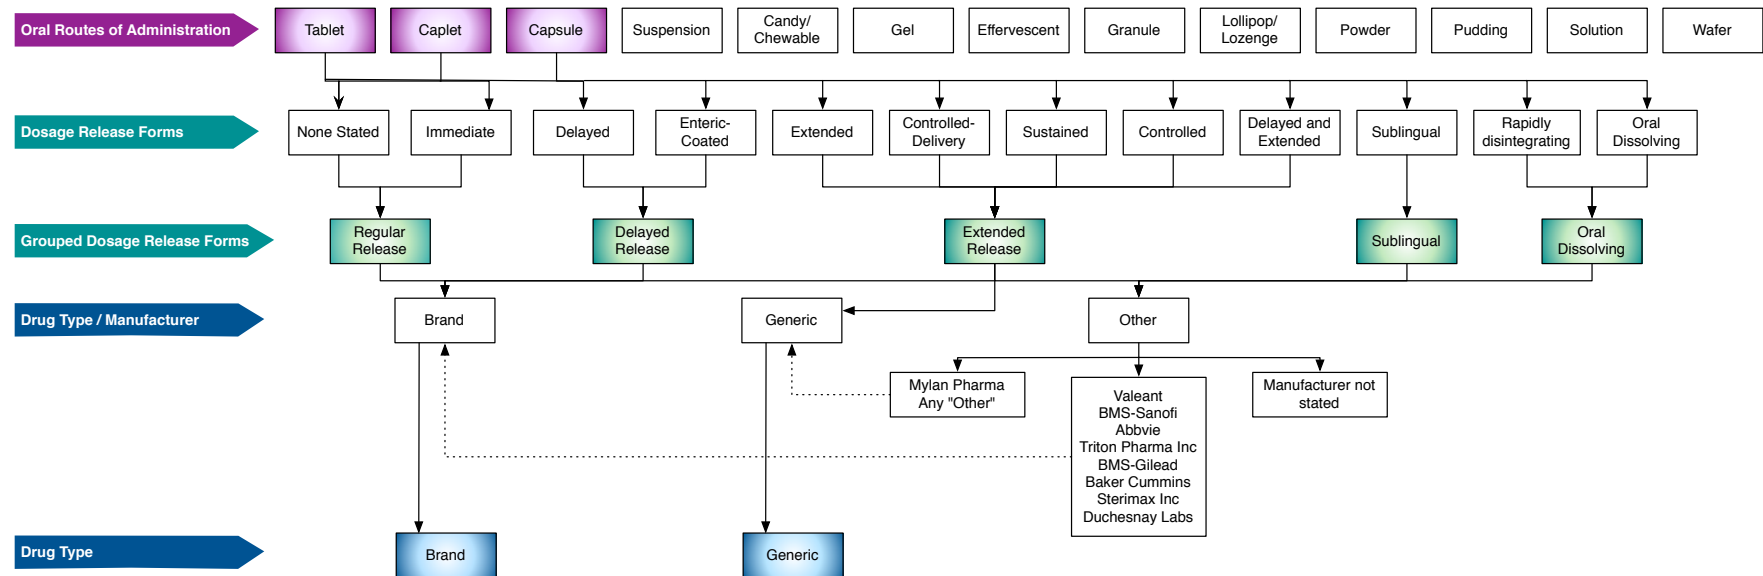 Oral Routes of Administration
Tablet
Caplet
Capsule
Suspension
Candy/
Chewable
Gel
Effervescent
Granule
Lollipop/
Lozenge
Powder
Pudding
Solution
Wafer
Dosage Release Forms
None Stated
Immediate
Delayed
Enteric-
Coated
Extended
Controlled-
Delivery
Sustained
Controlled
Delayed and
Extended
Sublingual
Rapidly
disintegrating
Oral
Dissolving
Grouped Dosage Release Forms
Regular
Release
Delayed
Release
Extended
Release
Sublingual
Oral
Dissolving
Drug Type / Manufacturer
Brand
Generic
Other
Mylan Pharma
Any "Other"
Valeant
BMS-Sanofi
Abbvie
Triton Pharma Inc
BMS-Gilead
Baker Cummins
Sterimax Inc
Duchesnay Labs
Manufacturer not
stated
Drug Type
Brand
Generic